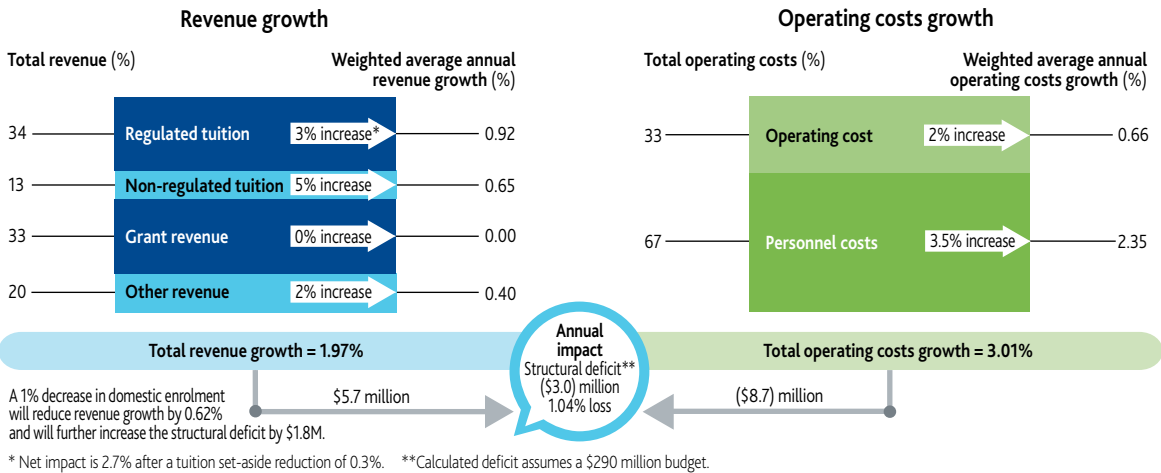 Revenue growth
Total revenue (%)
Weighted average annual
revenue growth (%)
34
Regulated tuition
3% increase*
0.92
13
Non-regulated tuition
5% increase
0.65
33
Grant revenue
0% increase
0.00
20
Other revenue
2% increase
0.40
Total revenue growth = 1.97%
A 1% decrease in domestic enrolment
will reduce revenue growth by 0.62%
and will further increase the structural deficit by $1.8M.
$5.7 million
Operating costs growth
Total operating costs (%)
Weighted average annual
operating costs growth (%)
33
Operating cost
2% increase
0.66
67
Personnel costs
3.5% increase
2.35
Total operating costs growth = 3.01%
($8.7) million
Annual
impact
Structural deficit**
($3.0) million
1.04% loss
* Net impact is 2.7% after a tuition set-aside reduction of 0.3%. **Calculated deficit assumes a $290 million budget.